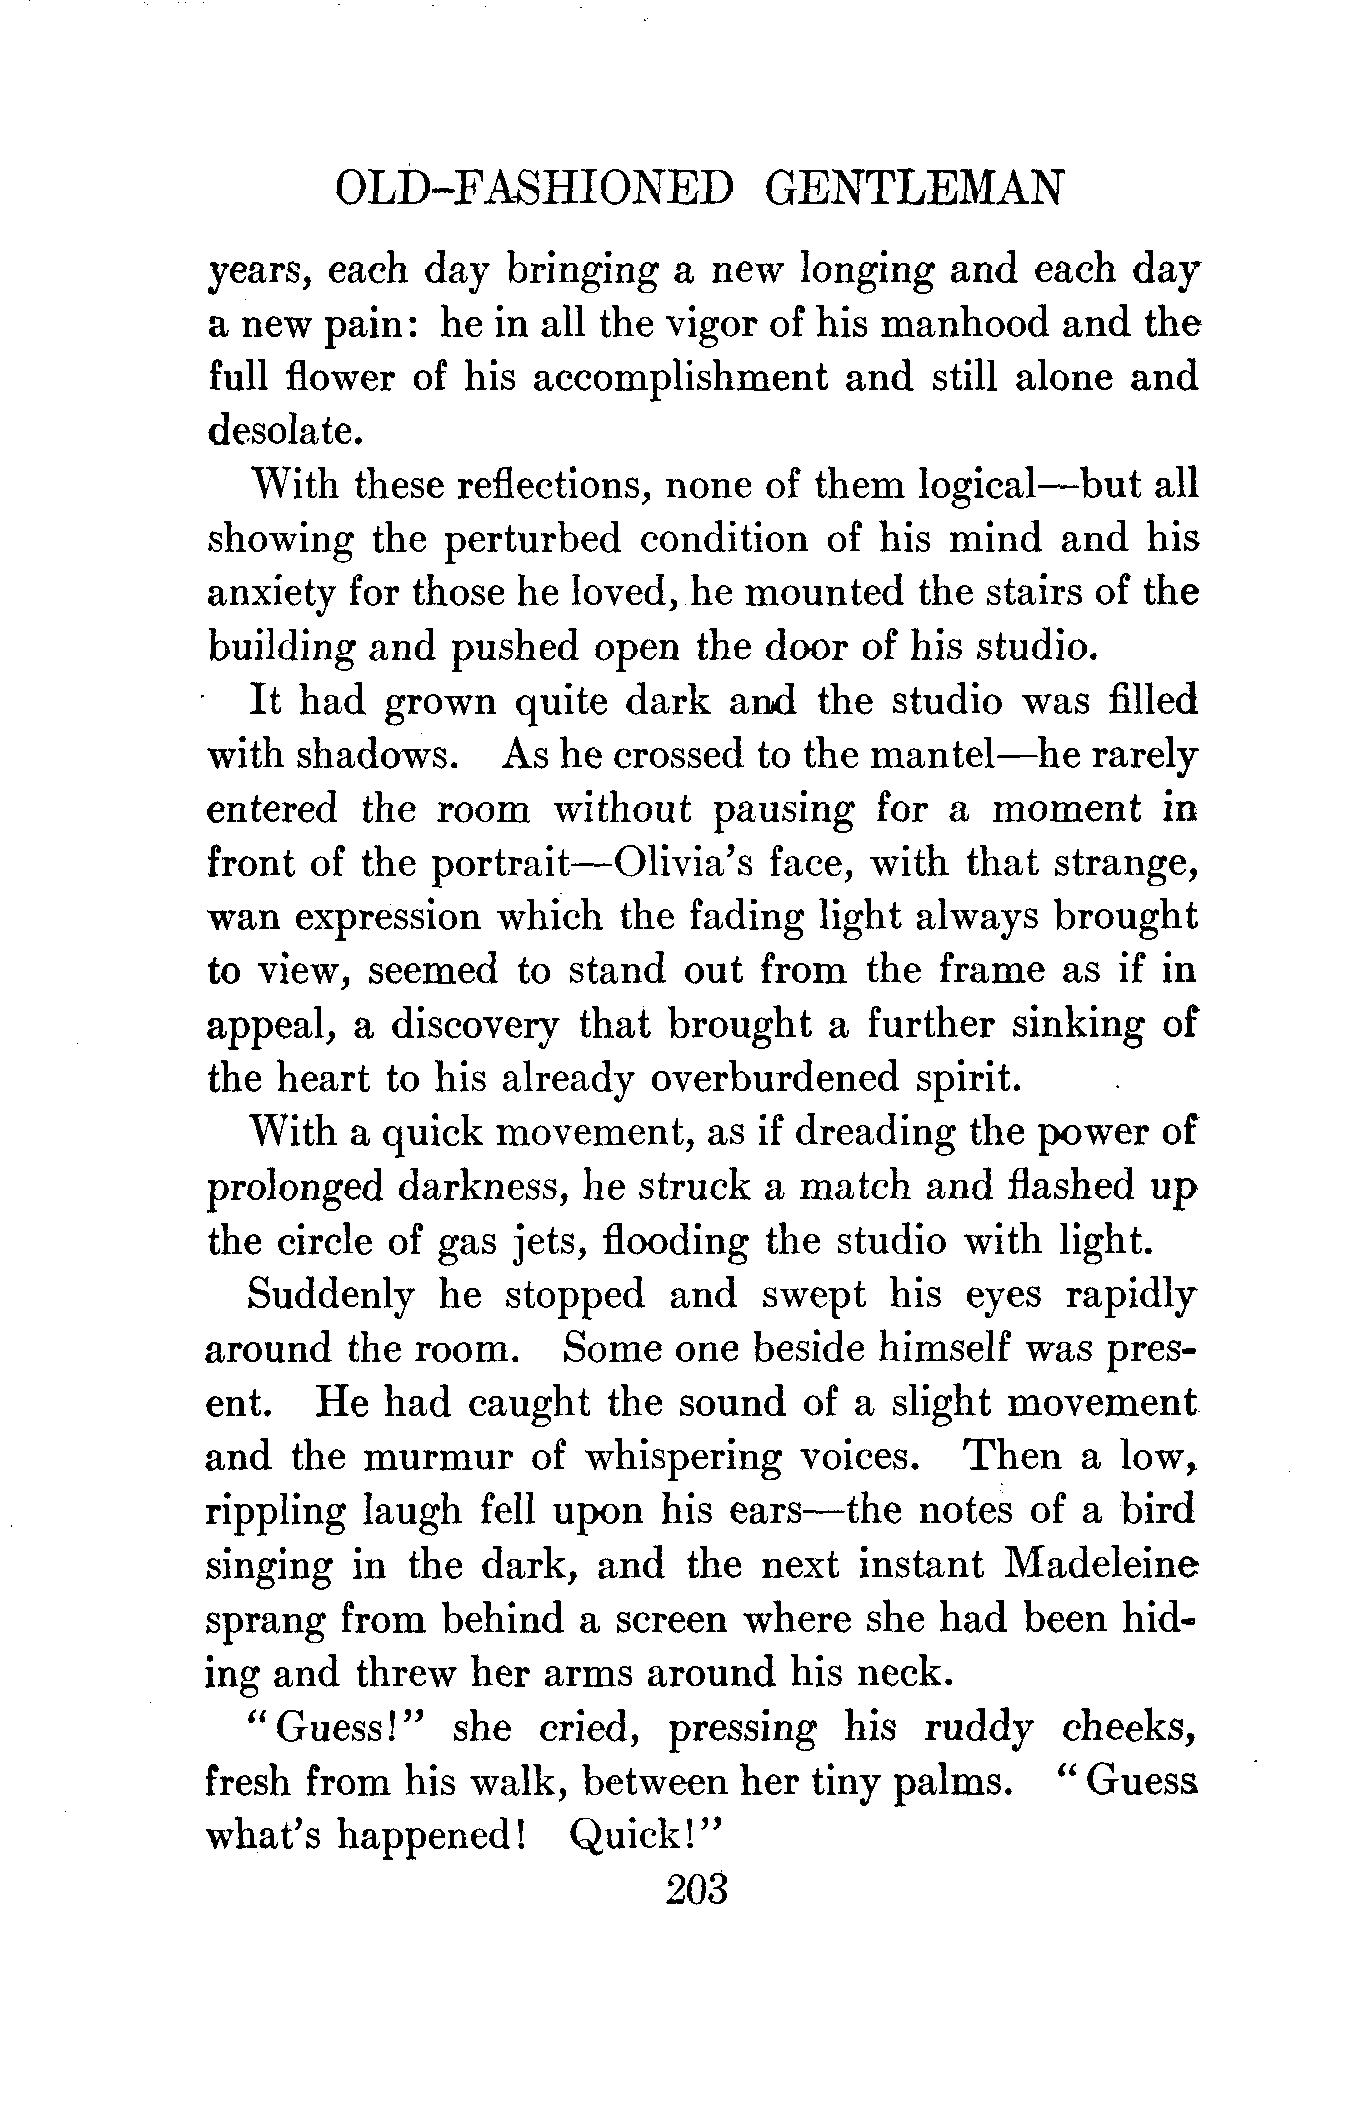 OLD-FASHIONED GENTLEMAN
years, each day bringing a new longing and each day
a new pain: he in all the vigor of his manhood and the
full flower of his accomplishment and still alone and
desolate.
With these reflections, none of them logical—but all
showing the perturbed condition of his mind and his
anxiety for those he loved, he mounted the stairs of the
building and pushed open the door of his studio.
It had grown quite dark and the studio was filled
with shadows. As he crossed to the mantel—he rarely
entered the room without pausing for a moment in
front of the portrait—Olivia's face, with that strange,
wan expression which the fading light always brought
to view, seemed to stand out from the frame as if in
appeal, a discovery that brought a further sinking of
the heart to his already overburdened spirit.
With a quick movement, as if dreading the power of
prolonged darkness, he struck a match and flashed up
the circle of gas jets, flooding the studio with light.
Suddenly he stopped and swept his eyes rapidly
around the room. Some one beside himself was pres-
ent. He had caught the sound of a slight movement
and the murmur of whispering voices. Then a low,
rippling laugh fell upon his ears—the notes of a bird
singing in the dark, and the next instant Madeleine
sprang from behind a screen where she had been hid-
ing and threw her arms around his neck.
"Guess!" she cried, pressing his ruddy cheeks,
fresh from his walk, between her tiny palms. "Guess
what's happened! Quick!"
203